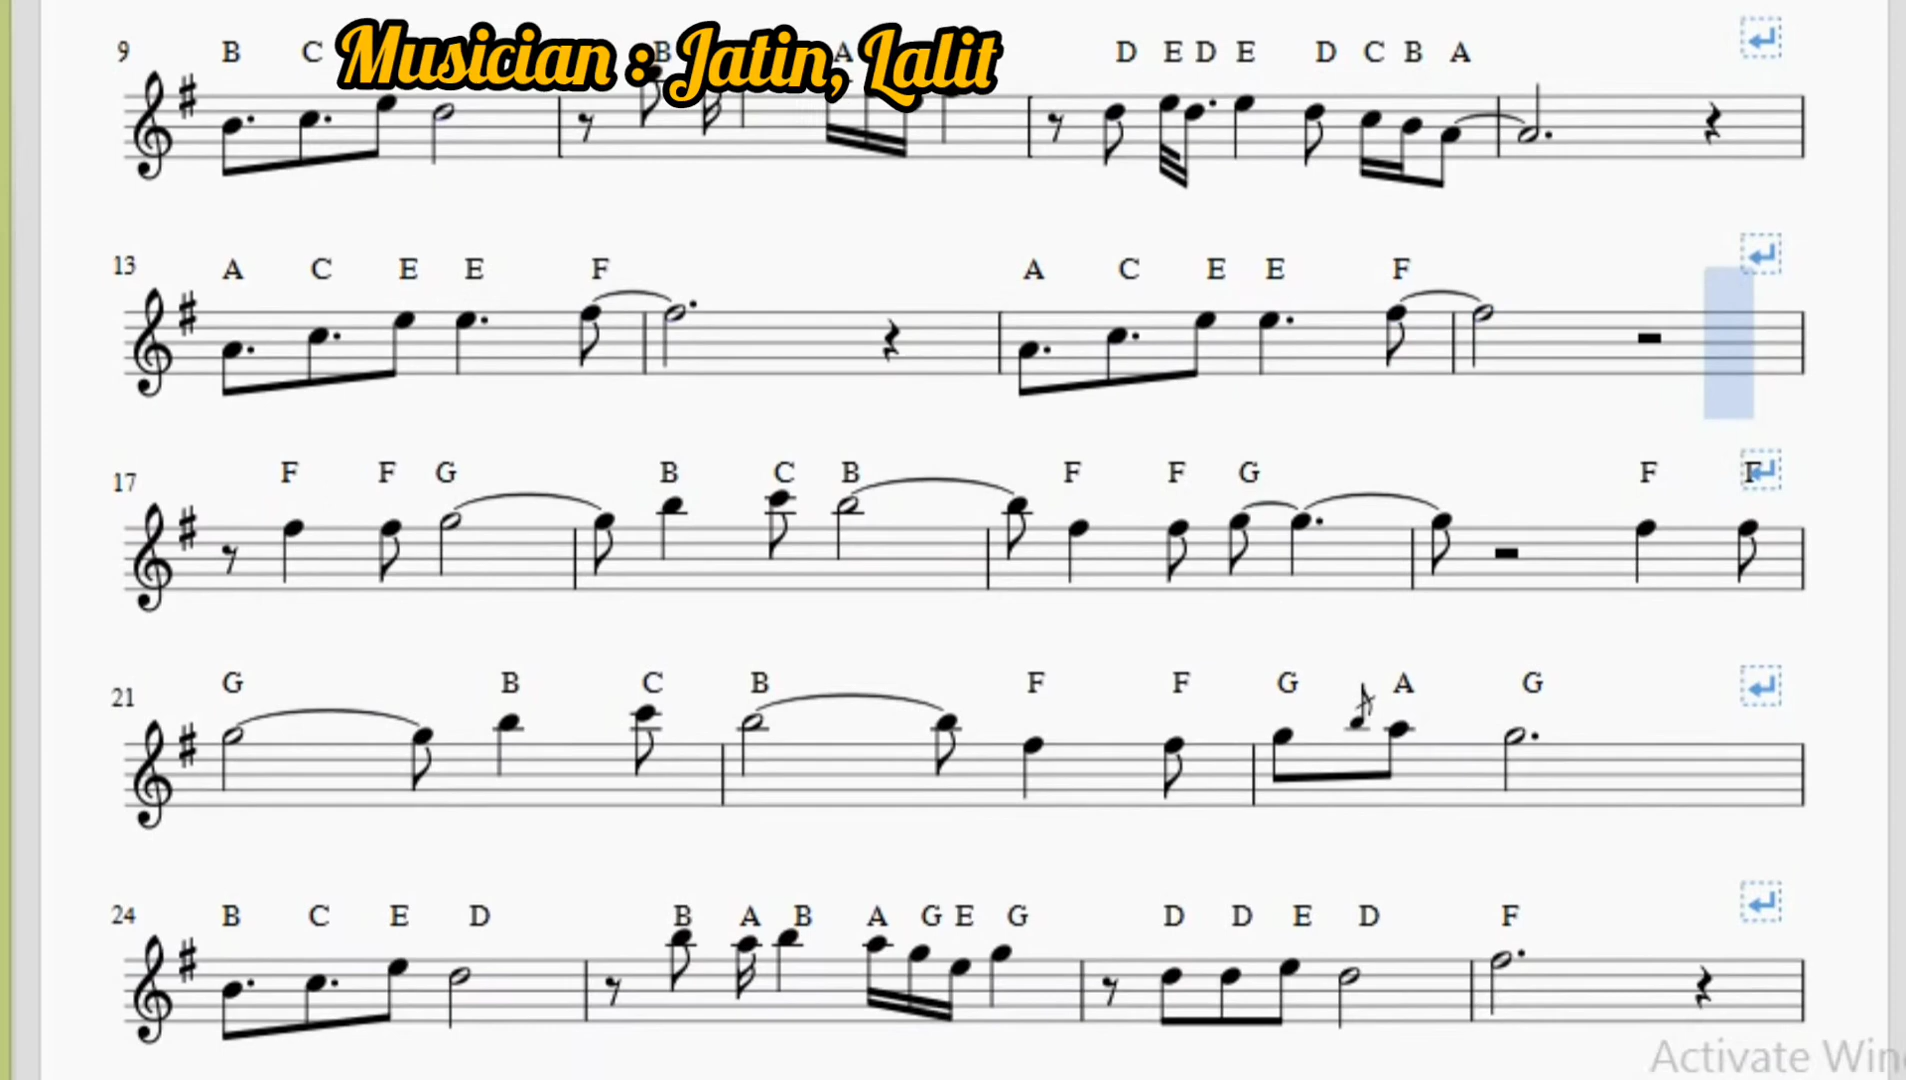 Musician : Jatin, Lalit
9 B C B A D E D E D C B A
13 A C E E F A C E E F
17 F F G B C B F F G F F
21 G B C B F F G A G
24 B C E D B A B A G E G D D E D F
Activate Win